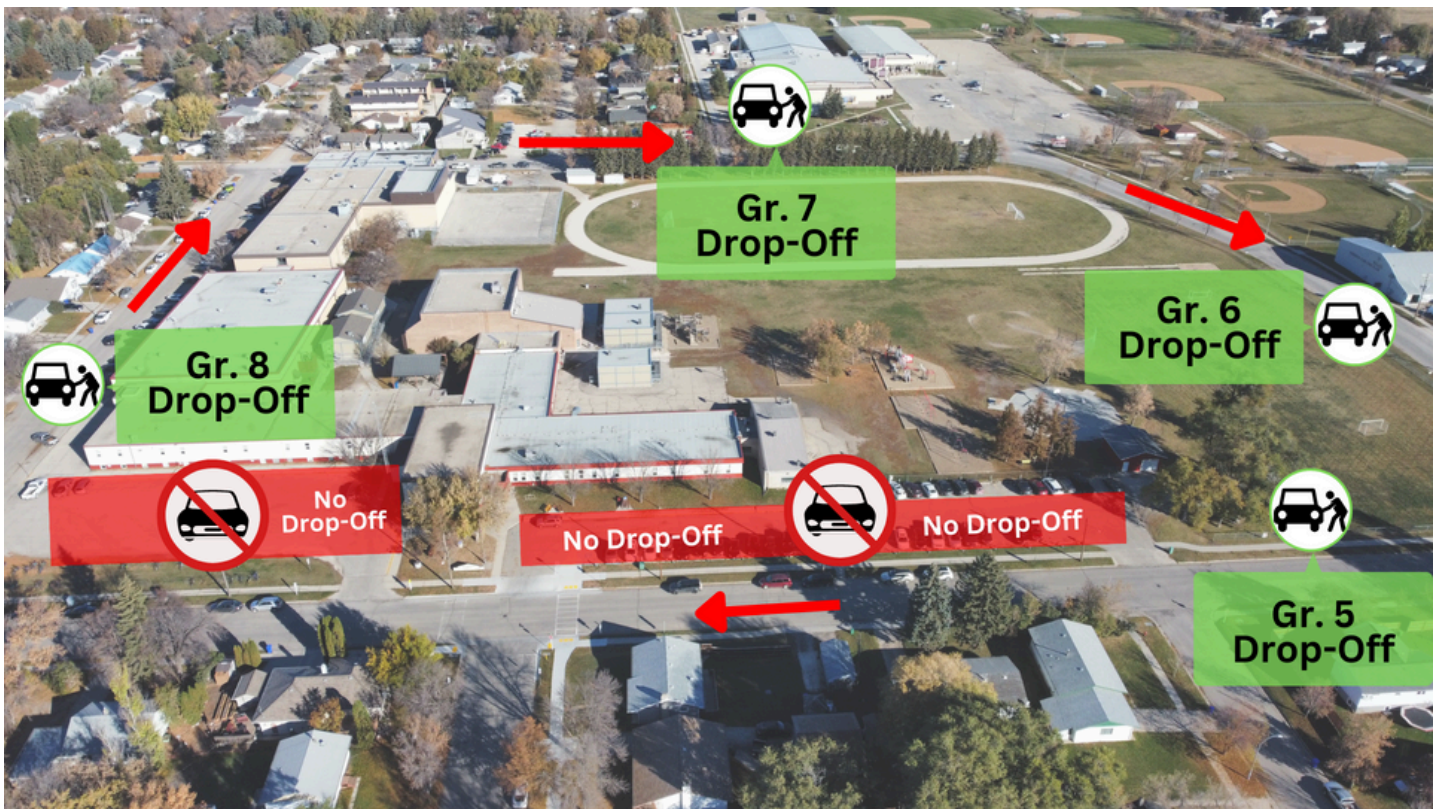 Gr. 7
Drop-Off
Gr. 6
Drop-Off
Gr. 8
Drop-Off
No
Drop-Off
No Drop-Off
No Drop-Off
Gr. 5
Drop-Off